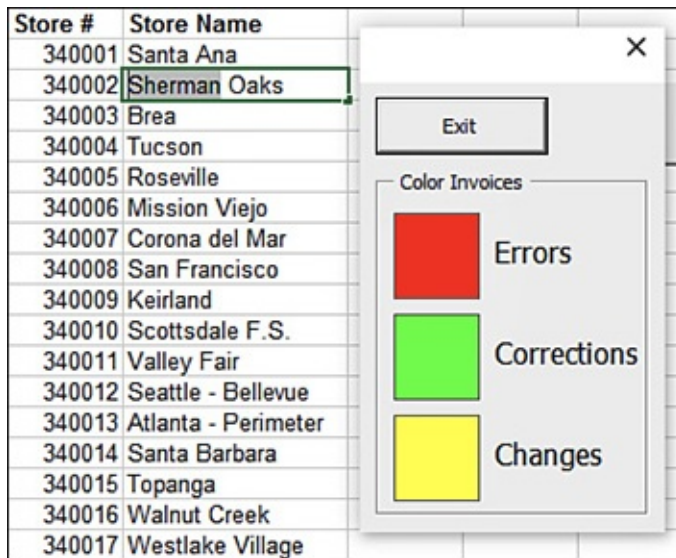 Store # Store Name
340001 Santa Ana
340002 Sherman Oaks
340003 Brea
340004 Tucson
340005 Roseville
340006 Mission Viejo
340007 Corona del Mar
340008 San Francisco
340009 Keirland
340010 Scottsdale F.S.
340011 Valley Fair
340012 Seattle - Bellevue
340013 Atlanta - Perimeter
340014 Santa Barbara
340015 Topanga
340016 Walnut Creek
340017 Westlake Village
Exit
Color Invoices
Errors
Corrections
Changes